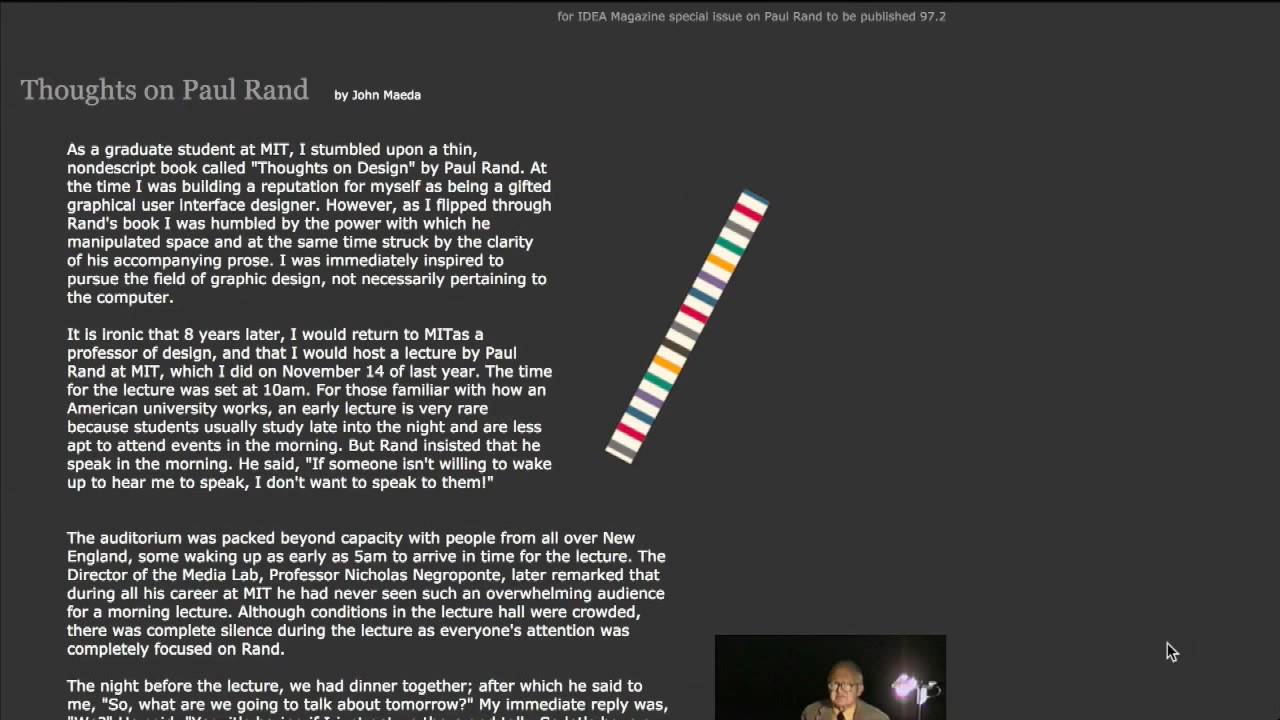 for IDEA Magazine special issue on Paul Rand to be published 97.2
Thoughts on Paul Rand
by John Maeda
As a graduate student at MIT, I stumbled upon a thin,
nondescript book called "Thoughts on Design" by Paul Rand. At
the time I was building a reputation for myself as being a gifted
graphical user interface designer. However, as I flipped through
Rand's book I was humbled by the power with which he
manipulated space and at the same time struck by the clarity
of his accompanying prose. I was immediately inspired to
pursue the field of graphic design, not necessarily pertaining to
the computer.
It is ironic that 8 years later, I would return to MITas a
professor of design, and that I would host a lecture by Paul
Rand at MIT, which I did on November 14 of last year. The time
for the lecture was set at 10am. For those familiar with how an
American university works, an early lecture is very rare
because students usually study late into the night and are less
apt to attend events in the morning. But Rand insisted that he
speak in the morning. He said, "If someone isn't willing to wake
up to hear me to speak, I don't want to speak to them!"
The auditorium was packed beyond capacity with people from all over New
England, some waking up as early as 5am to arrive in time for the lecture. The
Director of the Media Lab, Professor Nicholas Negroponte, later remarked that
during all his career at MIT he had never seen such an overwhelming audience
for a morning lecture. Although conditions in the lecture hall were crowded,
there was complete silence during the lecture as everyone's attention was
completely focused on Rand.
The night before the lecture, we had dinner together; after which he said to
me, "So, what are we going to talk about tomorrow?" My immediate reply was,